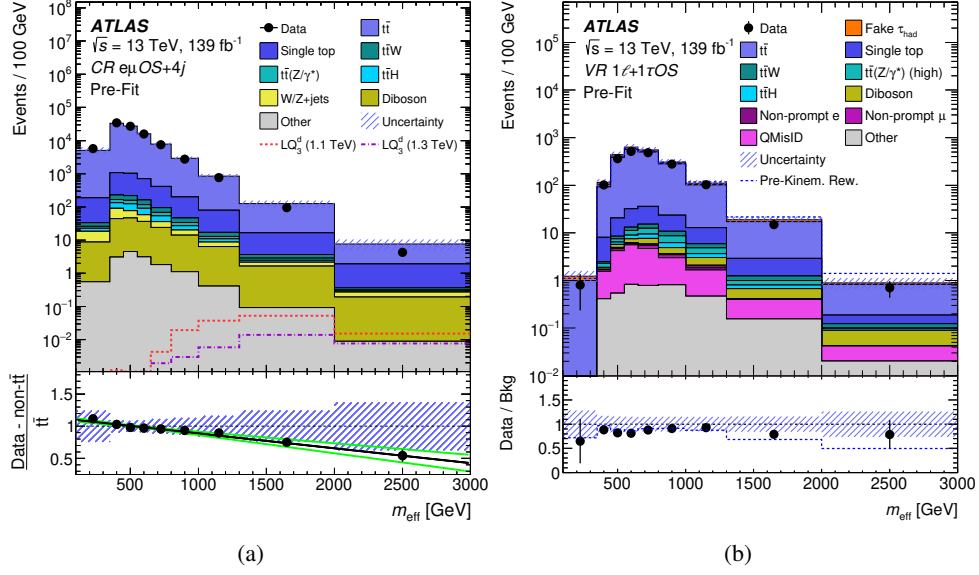 ATLAS
√s = 13 TeV, 139 fb⁻¹
CR eμOS+4j
Pre-Fit
Data
tt̄
Single top
tt̄W
tt̄(Z/γ*)
tt̄H
W/Z+jets
Diboson
Other
Uncertainty
LQ₃ᵈ (1.1 TeV)
LQ₃ᵈ (1.3 TeV)
Events / 100 GeV
10⁸
10⁷
10⁶
10⁵
10⁴
10³
10²
10
1
10⁻¹
10⁻²
Data - non-tt̄
tt̄
1.5
1
0.5
500 1000 1500 2000 2500 3000
m_eff [GeV]
(a)
ATLAS
√s = 13 TeV, 139 fb⁻¹
VR 1ℓ+1τOS
Pre-Fit
Data
Fake τ_had
tt̄
Single top
tt̄W
tt̄(Z/γ*) (high)
tt̄H
Diboson
Non-prompt e
Non-prompt μ
QMisID
Other
Uncertainty
Pre-Kinem. Rew.
Events / 100 GeV
10⁵
10⁴
10³
10²
10
1
10⁻¹
10⁻²
Data / Bkg
1.5
1
0.5
0
500 1000 1500 2000 2500 3000
m_eff [GeV]
(b)